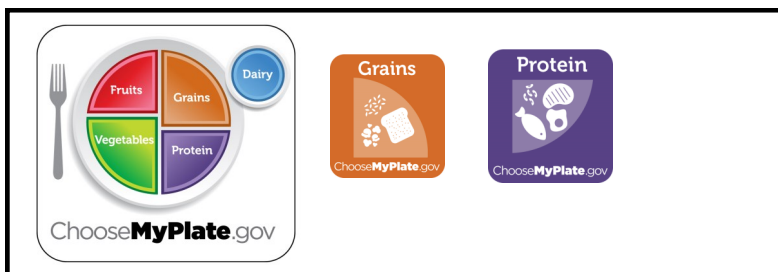 Fruits
Grains
Dairy
Vegetables
Protein
ChooseMyPlate.gov
Grains
ChooseMyPlate.gov
Protein
ChooseMyPlate.gov